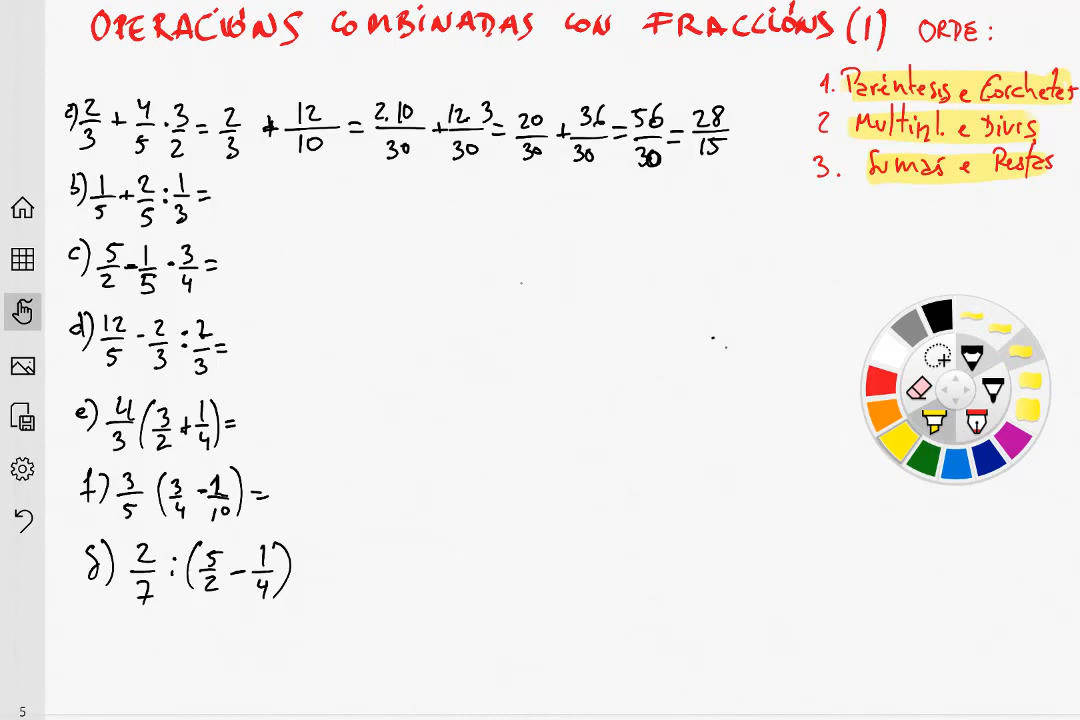 OPERACIÓNS COMBINADAS CON FRACCIÓNS (1) ORDE:
1. Paréntesis e Corchetes
2 Multipl. e Divis
3. Sumas e Restas
a) 2/3 + 4/5 · 3/2 = 2/3 + 12/10 = 2.10/30 + 12.3/30 = 20/30 + 36/30 = 56/30 = 28/15
b) 1/5 + 2/5 : 1/3 =
c) 5/2 - 1/5 · 3/4 =
d) 12/5 - 2/3 : 2/3 =
e) 4/3 (3/2 + 1/4) =
f) 3/5 (3/4 - 1/10) =
g) 2/7 : (5/2 - 1/4)
5